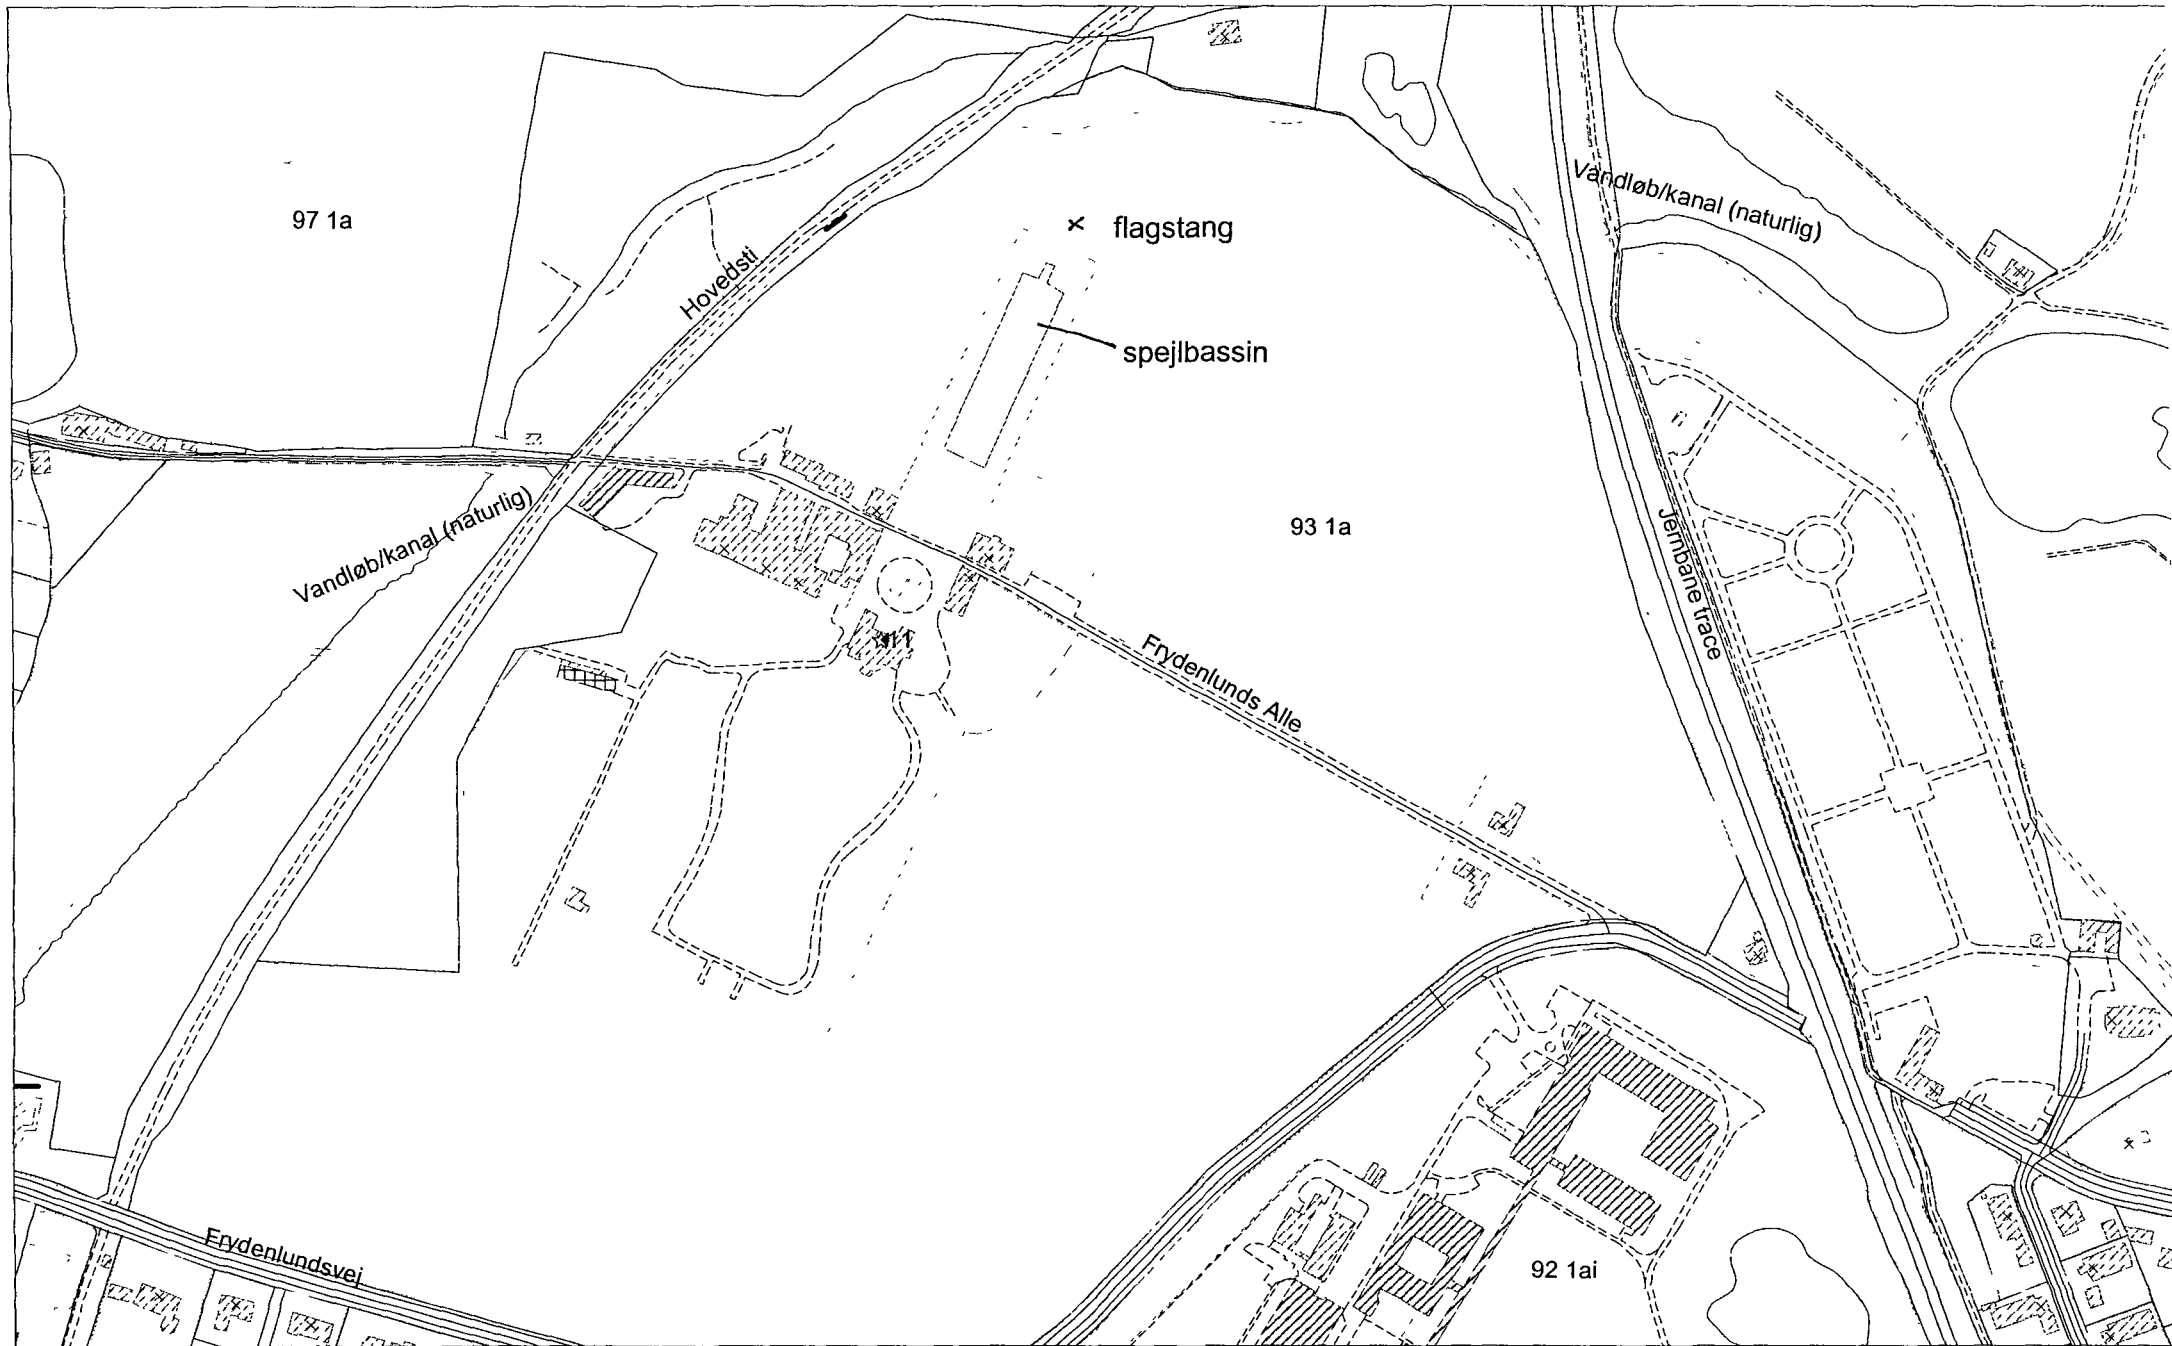 Vandløb/kanal (naturlig)
97 1a
flagstang
Hovedsti
spejlbassin
Vandløb/kanal (naturlig)
93 1a
Jernbane trace
Frydenlunds Alle
Frydenlundsvej
92 1ai